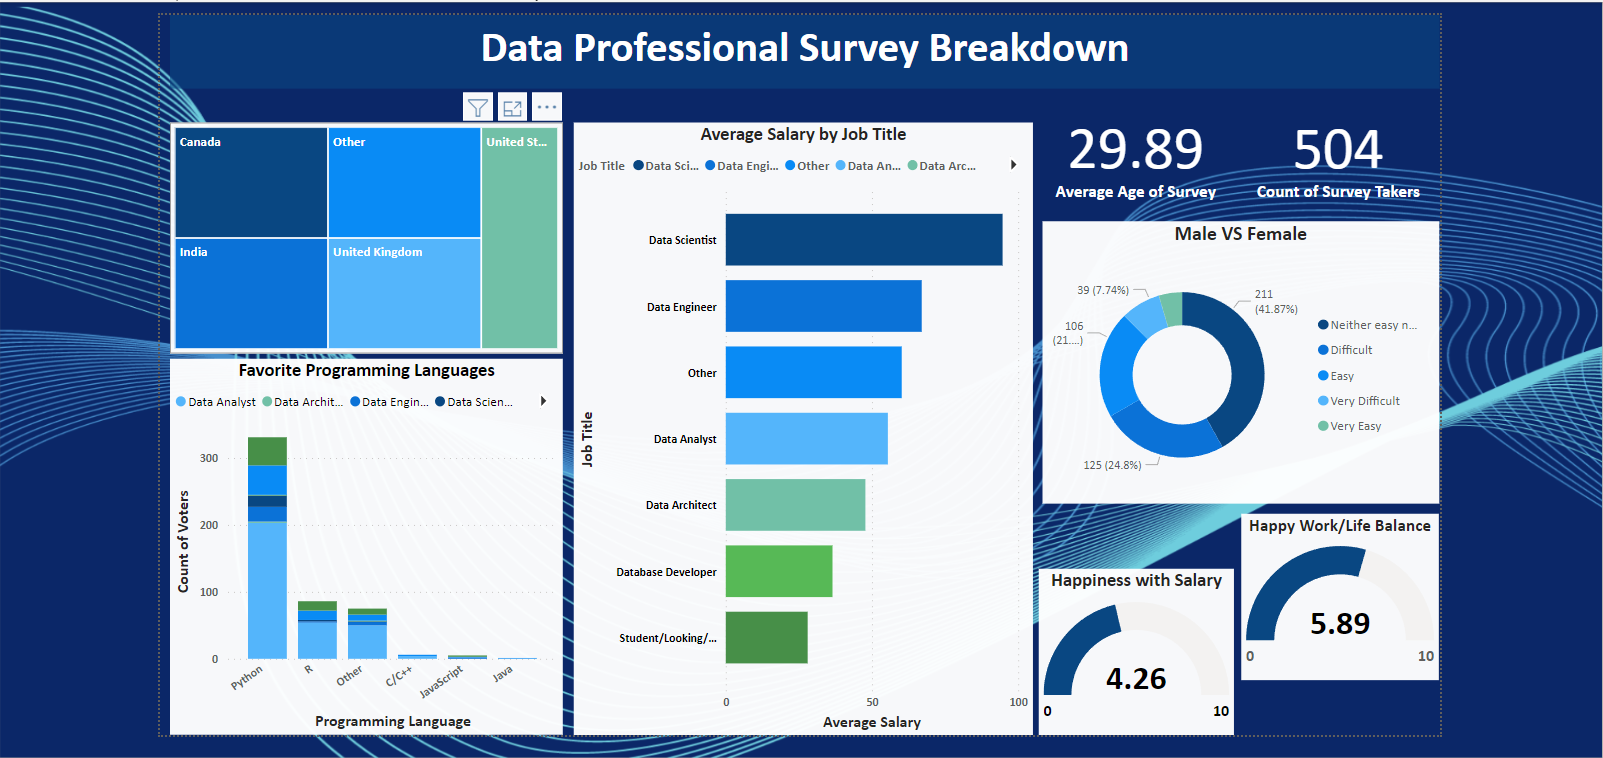 Data Professional Survey Breakdown
Canada
Other
United St...
India
United Kingdom
Favorite Programming Languages
Data Analyst
Data Archit...
Data Engin...
Data Scien...
Count of Voters
300
200
100
0
Python
R
Other
C/C++
JavaScript
Java
Programming Language
Average Salary by Job Title
Job Title
Data Sci...
Data Engi...
Other
Data An...
Data Arc...
Job Title
Data Scientist
Data Engineer
Other
Data Analyst
Data Architect
Database Developer
Student/Looking/...
0
50
100
Average Salary
29.89
Average Age of Survey
504
Count of Survey Takers
Male VS Female
39 (7.74%)
211
(41.87%)
106
(21....)
125 (24.8%)
Neither easy n...
Difficult
Easy
Very Difficult
Very Easy
Happiness with Salary
4.26
0
10
Happy Work/Life Balance
5.89
0
10